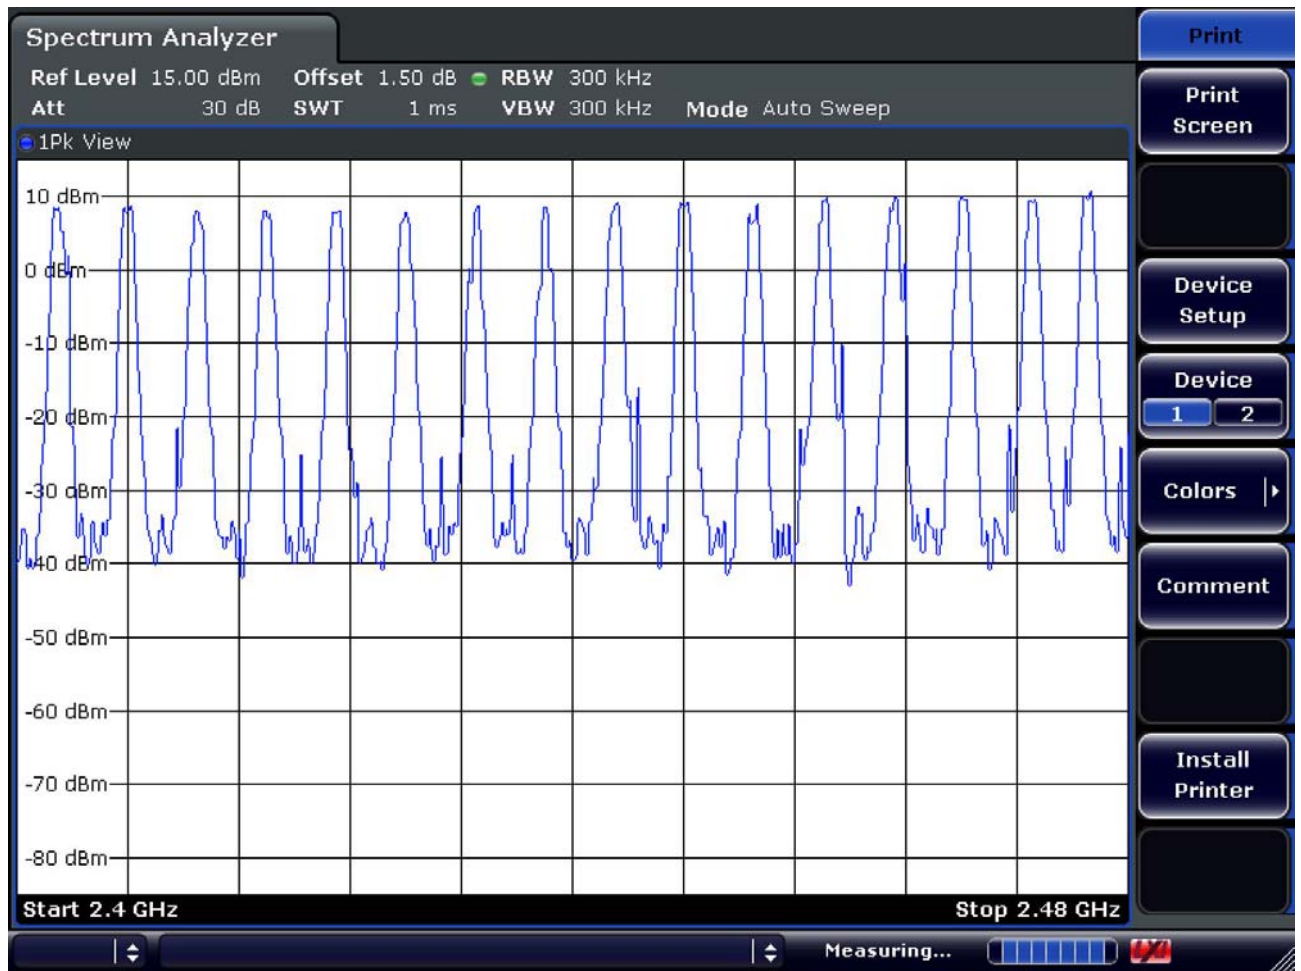 Spectrum Analyzer
Ref Level 15.00 dBm Offset 1.50 dB RBW 300 kHz
Att 30 dB SWT 1 ms VBW 300 kHz Mode Auto Sweep
1Pk View
10 dBm
0 dBm
-10 dBm
-20 dBm
-30 dBm
-40 dBm
-50 dBm
-60 dBm
-70 dBm
-80 dBm
Start 2.4 GHz Stop 2.48 GHz
Measuring...
LXI
Print
Print
Screen
Device
Setup
Device
1 2
Colors
Comment
Install
Printer